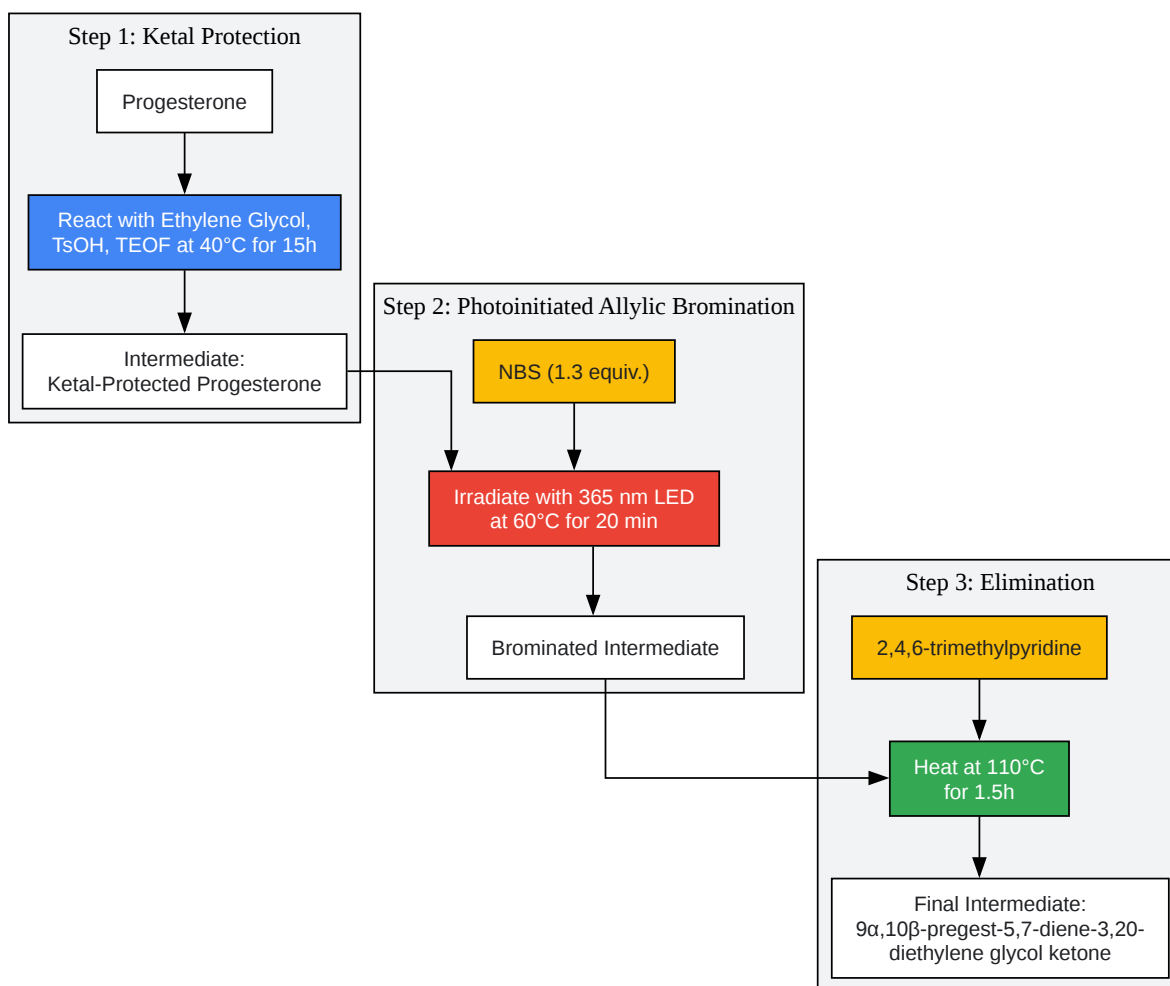 Step 1: Ketal Protection
Progesterone
React with Ethylene Glycol,
TsOH, TEOF at 40°C for 15h
Intermediate:
Ketal-Protected Progesterone
Step 2: Photoinitiated Allylic Bromination
NBS (1.3 equiv.)
Irradiate with 365 nm LED
at 60°C for 20 min
Brominated Intermediate
Step 3: Elimination
2,4,6-trimethylpyridine
Heat at 110°C
for 1.5h
Final Intermediate:
9α,10β-pregest-5,7-diene-3,20-
diethylene glycol ketone